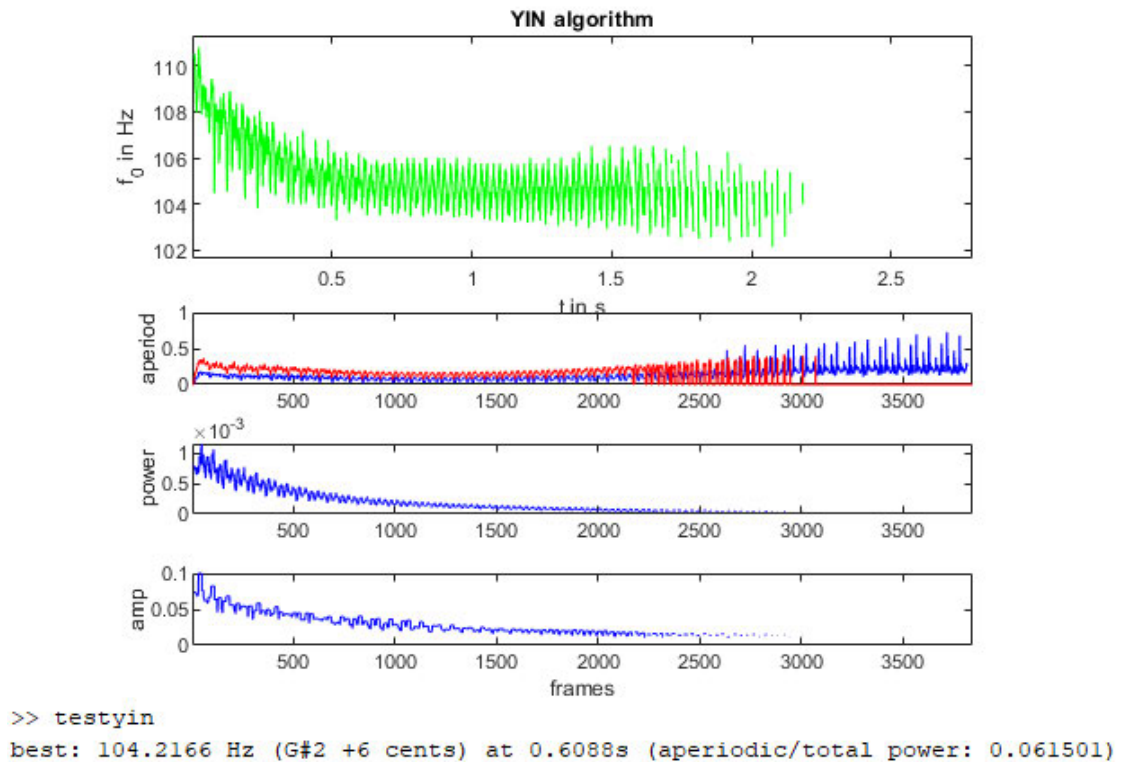 YIN algorithm
f0 in Hz
110
108
106
104
102
0.5 1 1.5 2 2.5
t in s
aperiod
1
0.5
0
500 1000 1500 2000 2500 3000 3500
×10-3
power
1
0.5
0
500 1000 1500 2000 2500 3000 3500
amp
0.1
0.05
0
500 1000 1500 2000 2500 3000 3500
frames
>> testyin
best: 104.2166 Hz (G#2 +6 cents) at 0.6088s (aperiodic/total power: 0.061501)